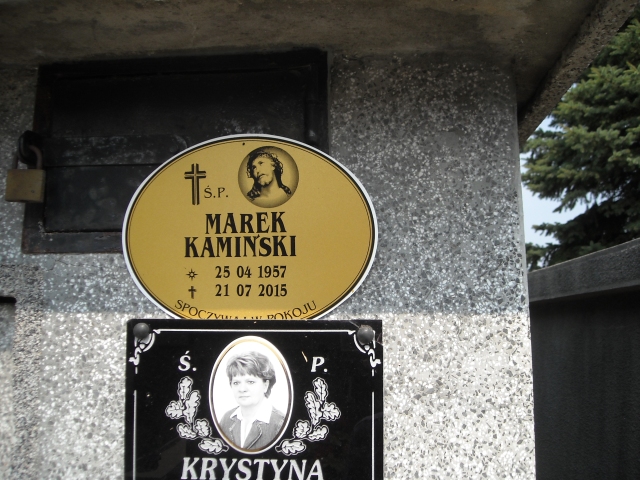 Ś.P.
MAREK
KAMIŃSKI
25 04 1957
21 07 2015
SPOCZYWAJ W POKOJU
Ś. P.
KRYSTYNA